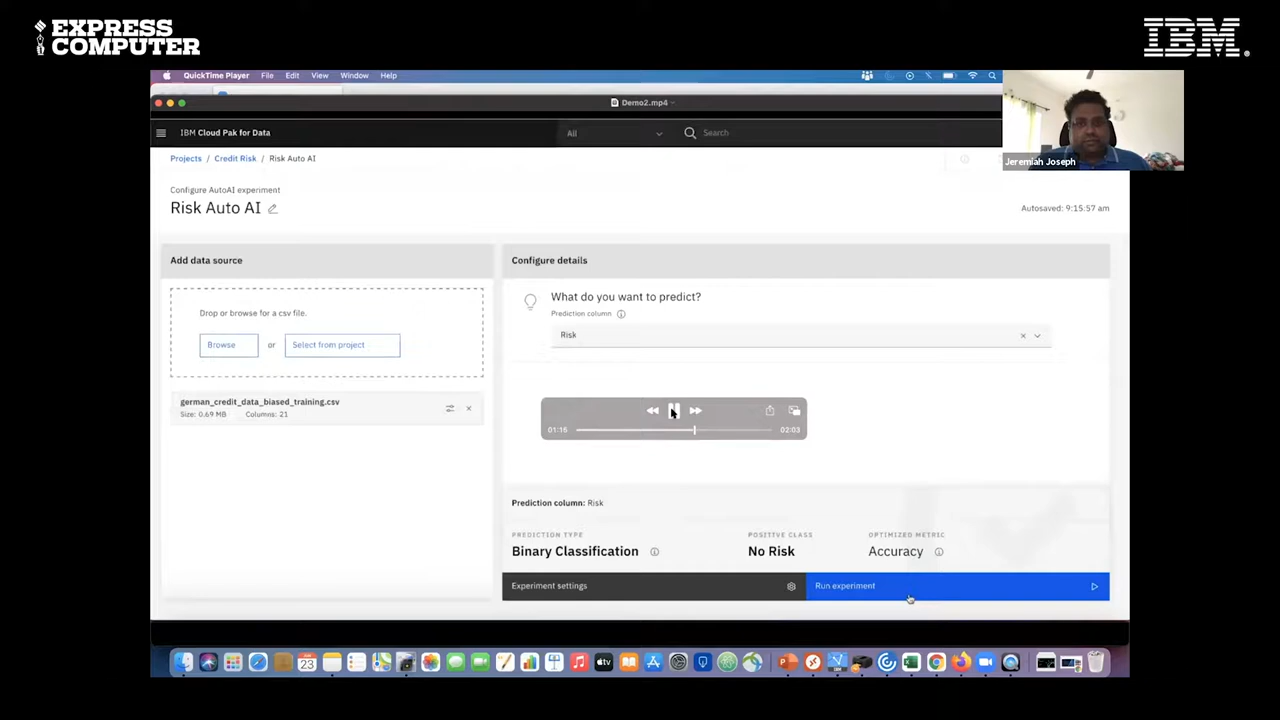 EXPRESS
COMPUTER
IBM
QuickTime Player File Edit View Window Help
Demo2.mp4
IBM Cloud Pak for Data
All
Search
Jeremiah Joseph
Projects / Credit Risk / Risk Auto AI
Configure AutoAI experiment
Risk Auto AI
Autosaved: 9:15:57 am
Add data source
Configure details
Drop or browse for a csv file.
Browse or Select from project
german_credit_data_biased_training.csv
Size: 0.69 MB Columns: 21
What do you want to predict?
Prediction column
Risk
01:16
02:03
Prediction column: Risk
PREDICTION TYPE
Binary Classification
POSITIVE CLASS
No Risk
OPTIMIZED METRIC
Accuracy
Experiment settings
Run experiment
23
tv